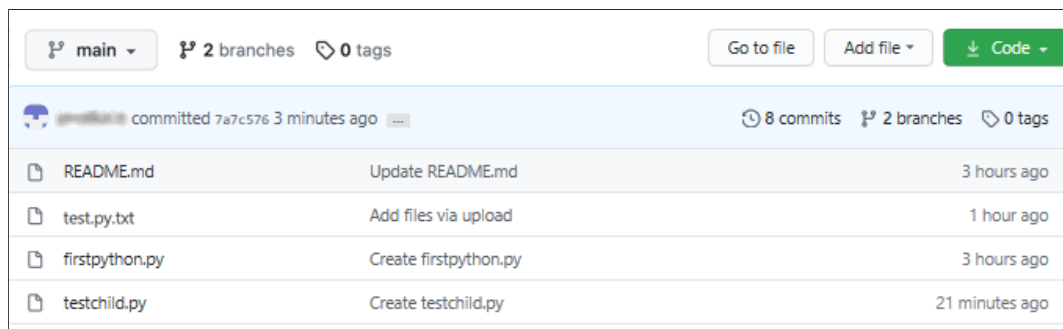 main 2 branches 0 tags Go to file Add file Code
committed 7a7c576 3 minutes ago ... 8 commits 2 branches 0 tags
README.md Update README.md 3 hours ago
test.py.txt Add files via upload 1 hour ago
firstpython.py Create firstpython.py 3 hours ago
testchild.py Create testchild.py 21 minutes ago